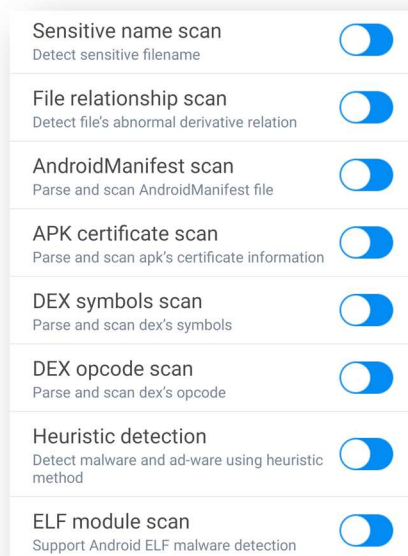 Sensitive name scan
Detect sensitive filename
File relationship scan
Detect file's abnormal derivative relation
AndroidManifest scan
Parse and scan AndroidManifest file
APK certificate scan
Parse and scan apk's certificate information
DEX symbols scan
Parse and scan dex's symbols
DEX opcode scan
Parse and scan dex's opcode
Heuristic detection
Detect malware and ad-ware using heuristic
method
ELF module scan
Support Android ELF malware detection